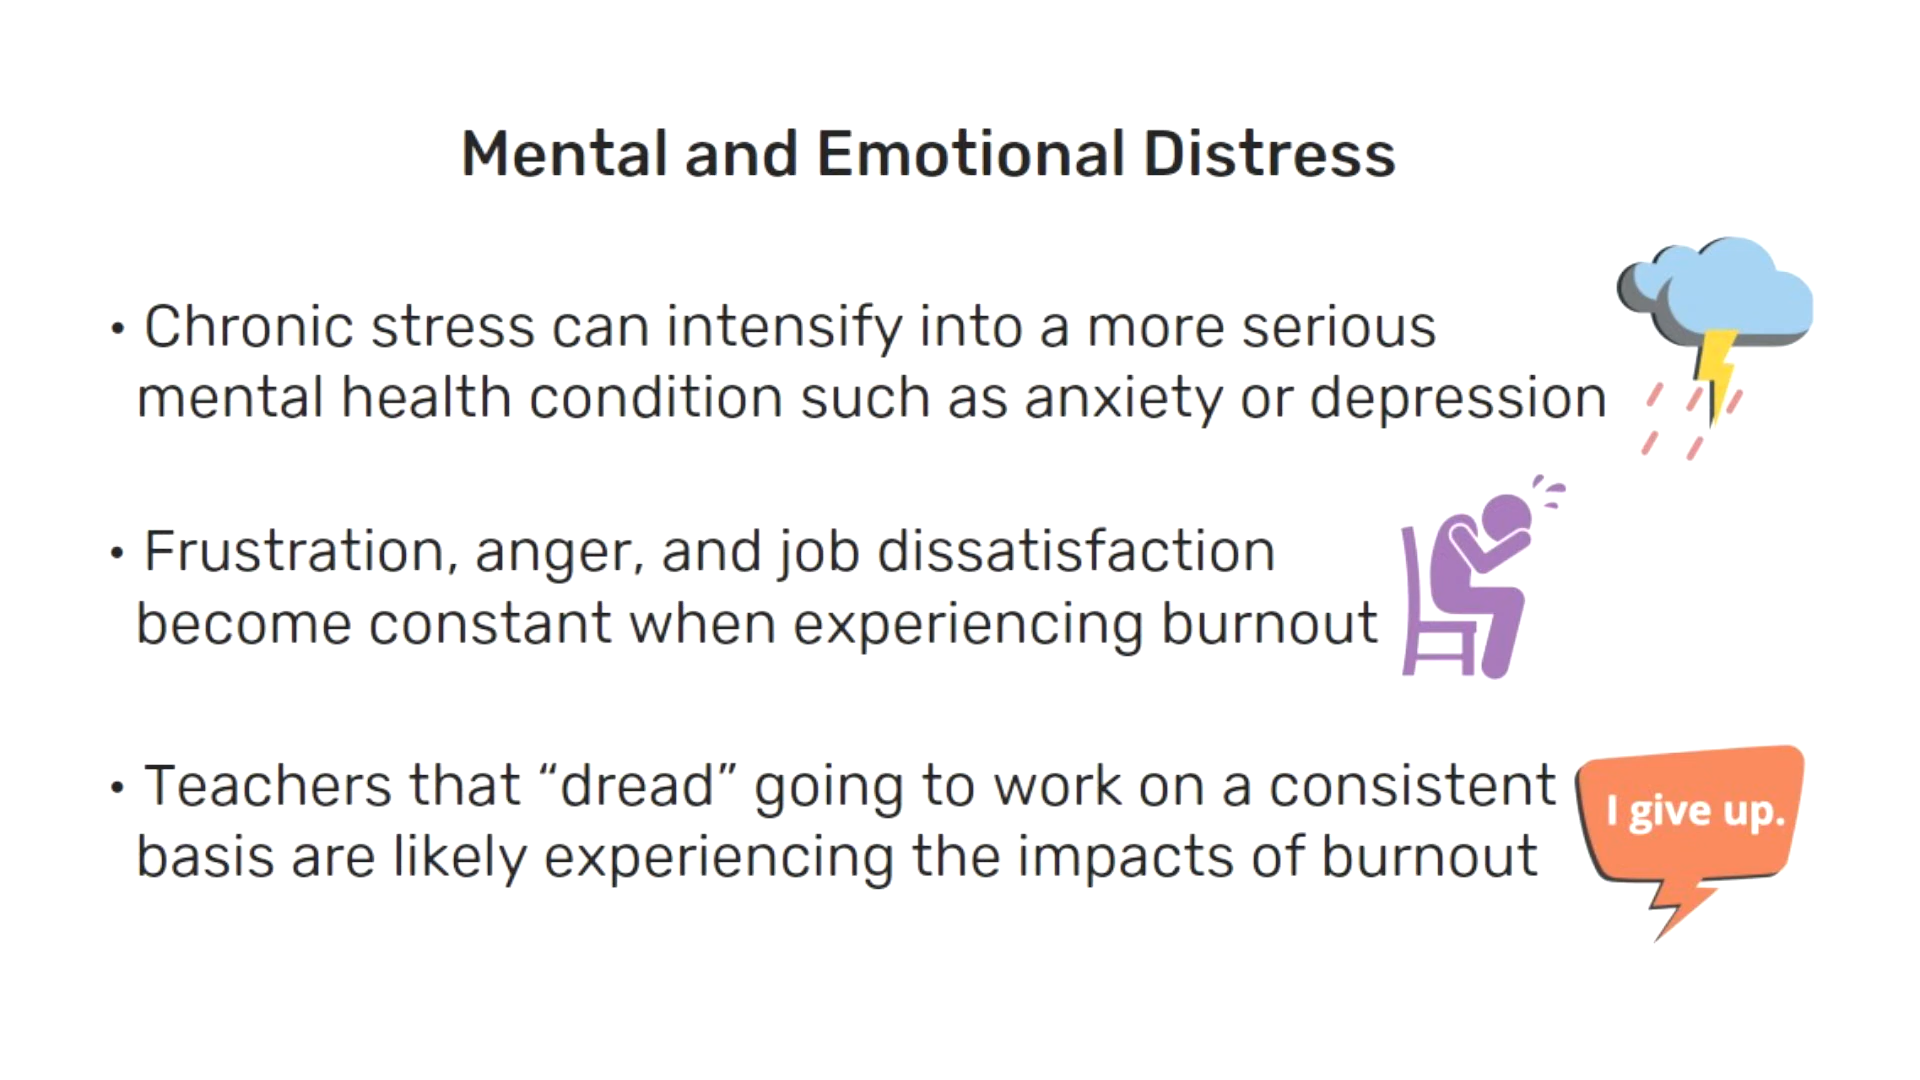 Mental and Emotional Distress
• Chronic stress can intensify into a more serious
mental health condition such as anxiety or depression
• Frustration, anger, and job dissatisfaction
become constant when experiencing burnout
• Teachers that “dread” going to work on a consistent
basis are likely experiencing the impacts of burnout
I give up.